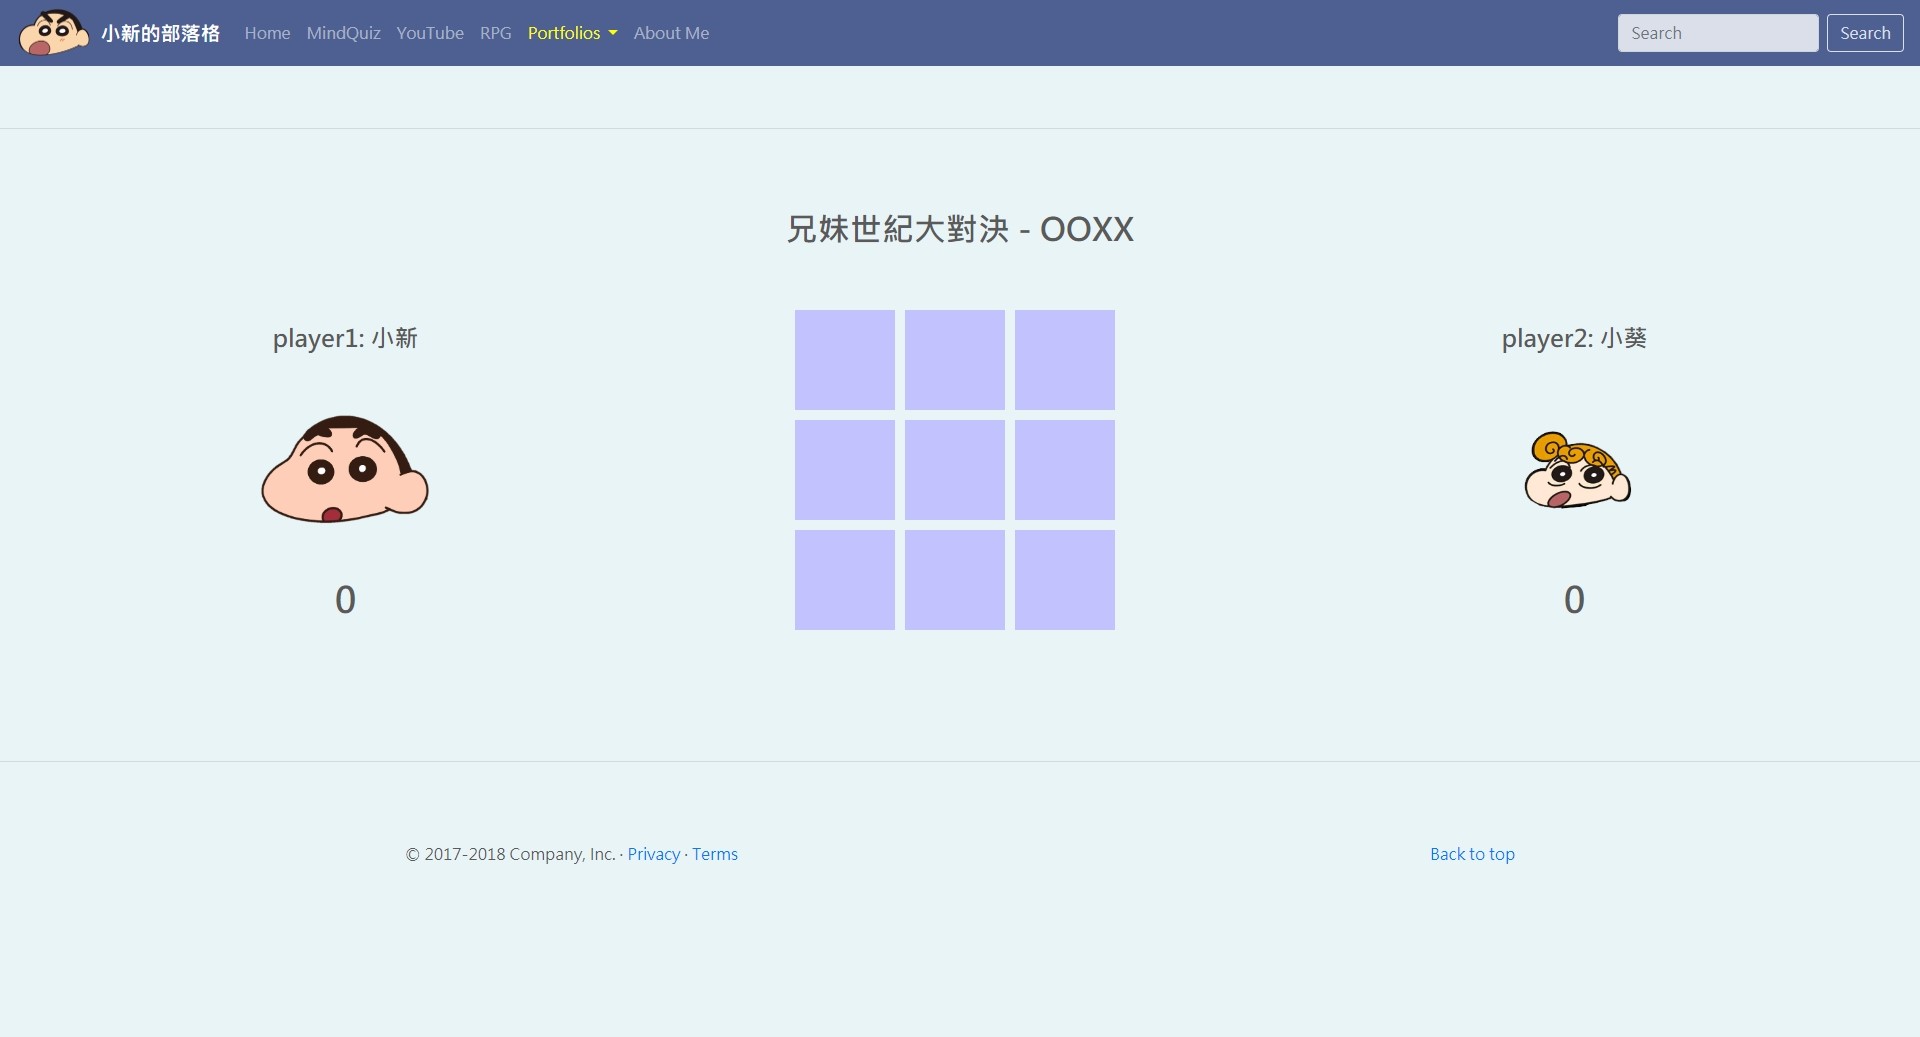 小新的部落格 Home MindQuiz YouTube RPG Portfolios About Me Search Search
兄妹世紀大對決 - OOXX
player1: 小新
0
player2: 小葵
0
© 2017-2018 Company, Inc. · Privacy · Terms
Back to top